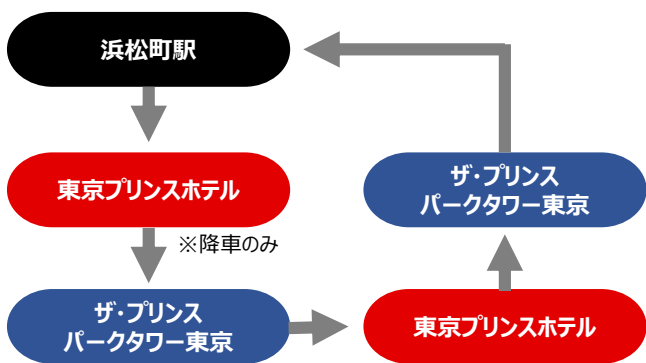 浜松町駅
東京プリンスホテル
※降車のみ
ザ・プリンス
パークタワー東京
東京プリンスホテル
ザ・プリンス
パークタワー東京